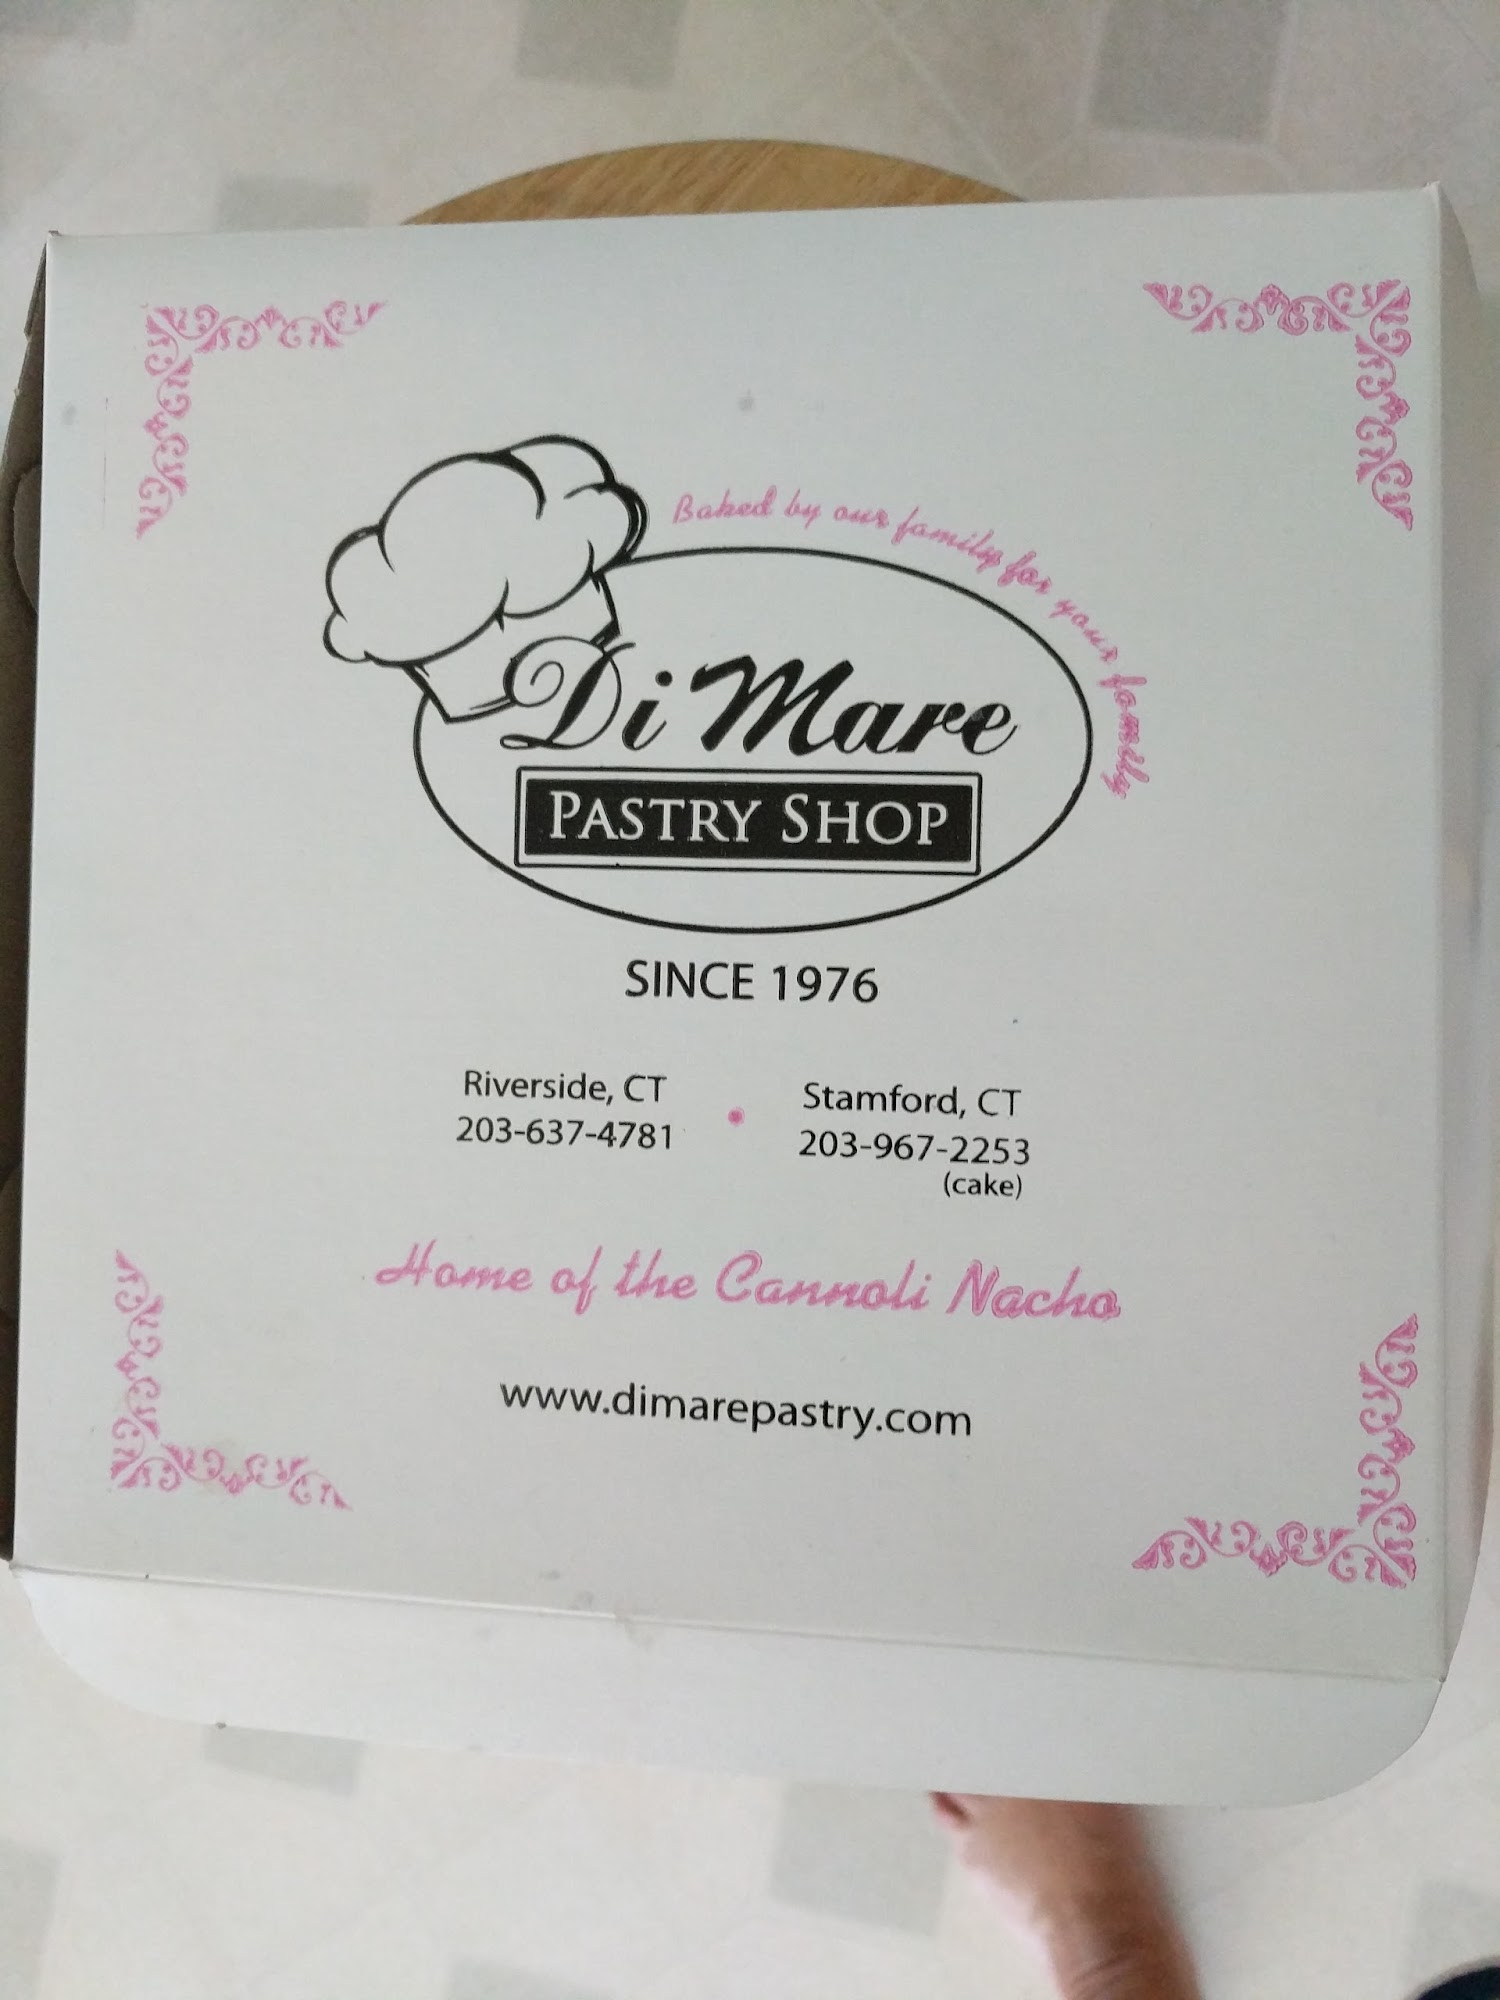 Baked by our family for your family
Di Mare
PASTRY SHOP
SINCE 1976
Riverside, CT
203-637-4781
Stamford, CT
203-967-2253
(cake)
Home of the Cannoli Nacho
www.dimarepastry.com